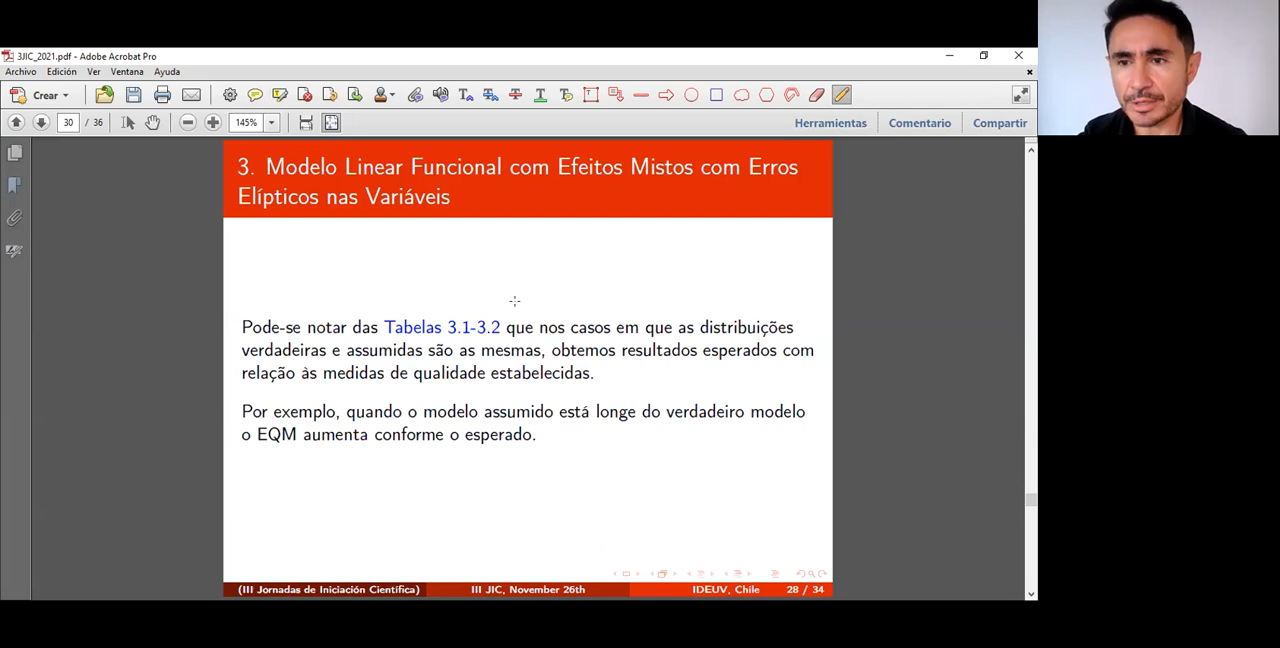 3JIC_2021.pdf - Adobe Acrobat Pro
Archivo Edición Ver Ventana Ayuda
Crear
30 / 36 145% Herramientas Comentario Compartir
3. Modelo Linear Funcional com Efeitos Mistos com Erros
Elípticos nas Variáveis
Pode-se notar das Tabelas 3.1-3.2 que nos casos em que as distribuições
verdadeiras e assumidas são as mesmas, obtemos resultados esperados com
relação às medidas de qualidade estabelecidas.
Por exemplo, quando o modelo assumido está longe do verdadeiro modelo
o EQM aumenta conforme o esperado.
(III Jornadas de Iniciación Científica) III JIC, November 26th IDEUV, Chile 28 / 34